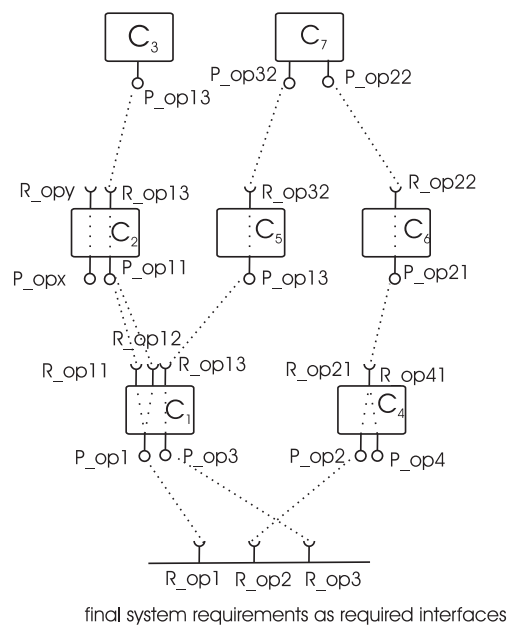 C3
C7
P_op32
P_op22
P_op13
R_opy
R_op13
R_op32
R_op22
C2
C5
C6
P_opx
P_op11
P_op13
P_op21
R_op12
R_op11
R_op13
R_op21
R_op41
C1
C4
P_op1
P_op3
P_op2
P_op4
R_op1
R_op2
R_op3
final system requirements as required interfaces